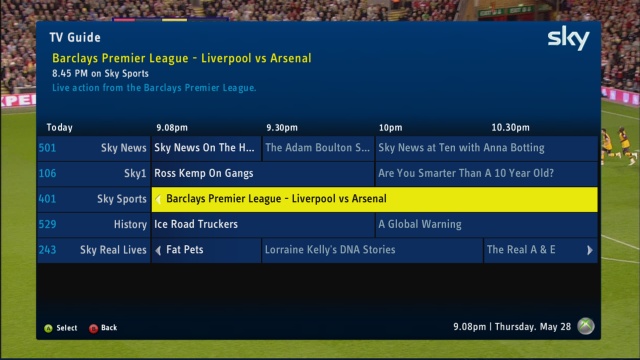 TV Guide
sky
Barclays Premier League - Liverpool vs Arsenal
8.45 PM on Sky Sports
Live action from the Barclays Premier League.
Today 9.08pm 9.30pm 10pm 10.30pm
501 Sky News Sky News On The H... The Adam Boulton S... Sky News at Ten with Anna Botting
106 Sky1 Ross Kemp On Gangs Are You Smarter Than A 10 Year Old?
401 Sky Sports Barclays Premier League - Liverpool vs Arsenal
529 History Ice Road Truckers A Global Warning
243 Sky Real Lives Fat Pets Lorraine Kelly's DNA Stories The Real A & E
A Select B Back 9.08pm | Thursday. May 28